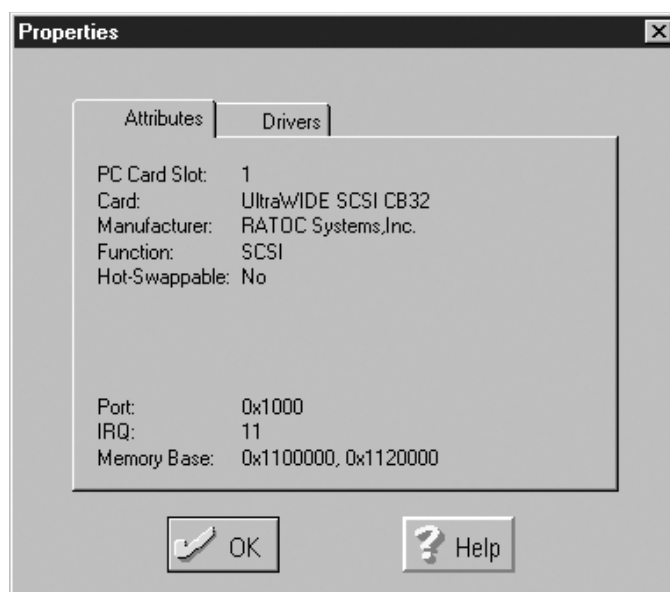 Properties
Attributes
Drivers
PC Card Slot: 1
Card: UltraWIDE SCSI CB32
Manufacturer: RATOC Systems,Inc.
Function: SCSI
Hot-Swappable: No
Port: 0x1000
IRQ: 11
Memory Base: 0x1100000, 0x1120000
OK
Help